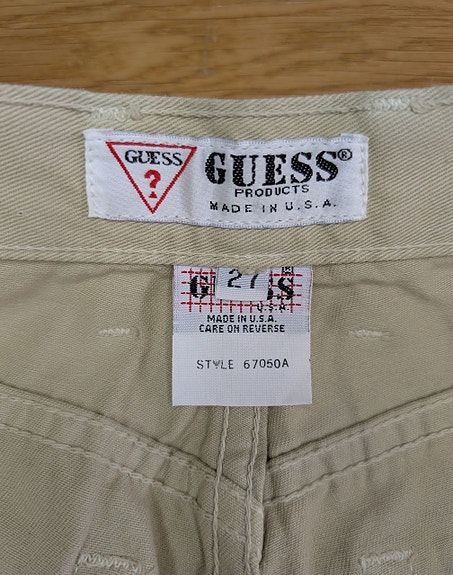 GUESS
?
GUESS®
PRODUCTS
MADE IN U.S.A.
27
U.S.A.
MADE IN U.S.A.
CARE ON REVERSE
STYLE 67050A